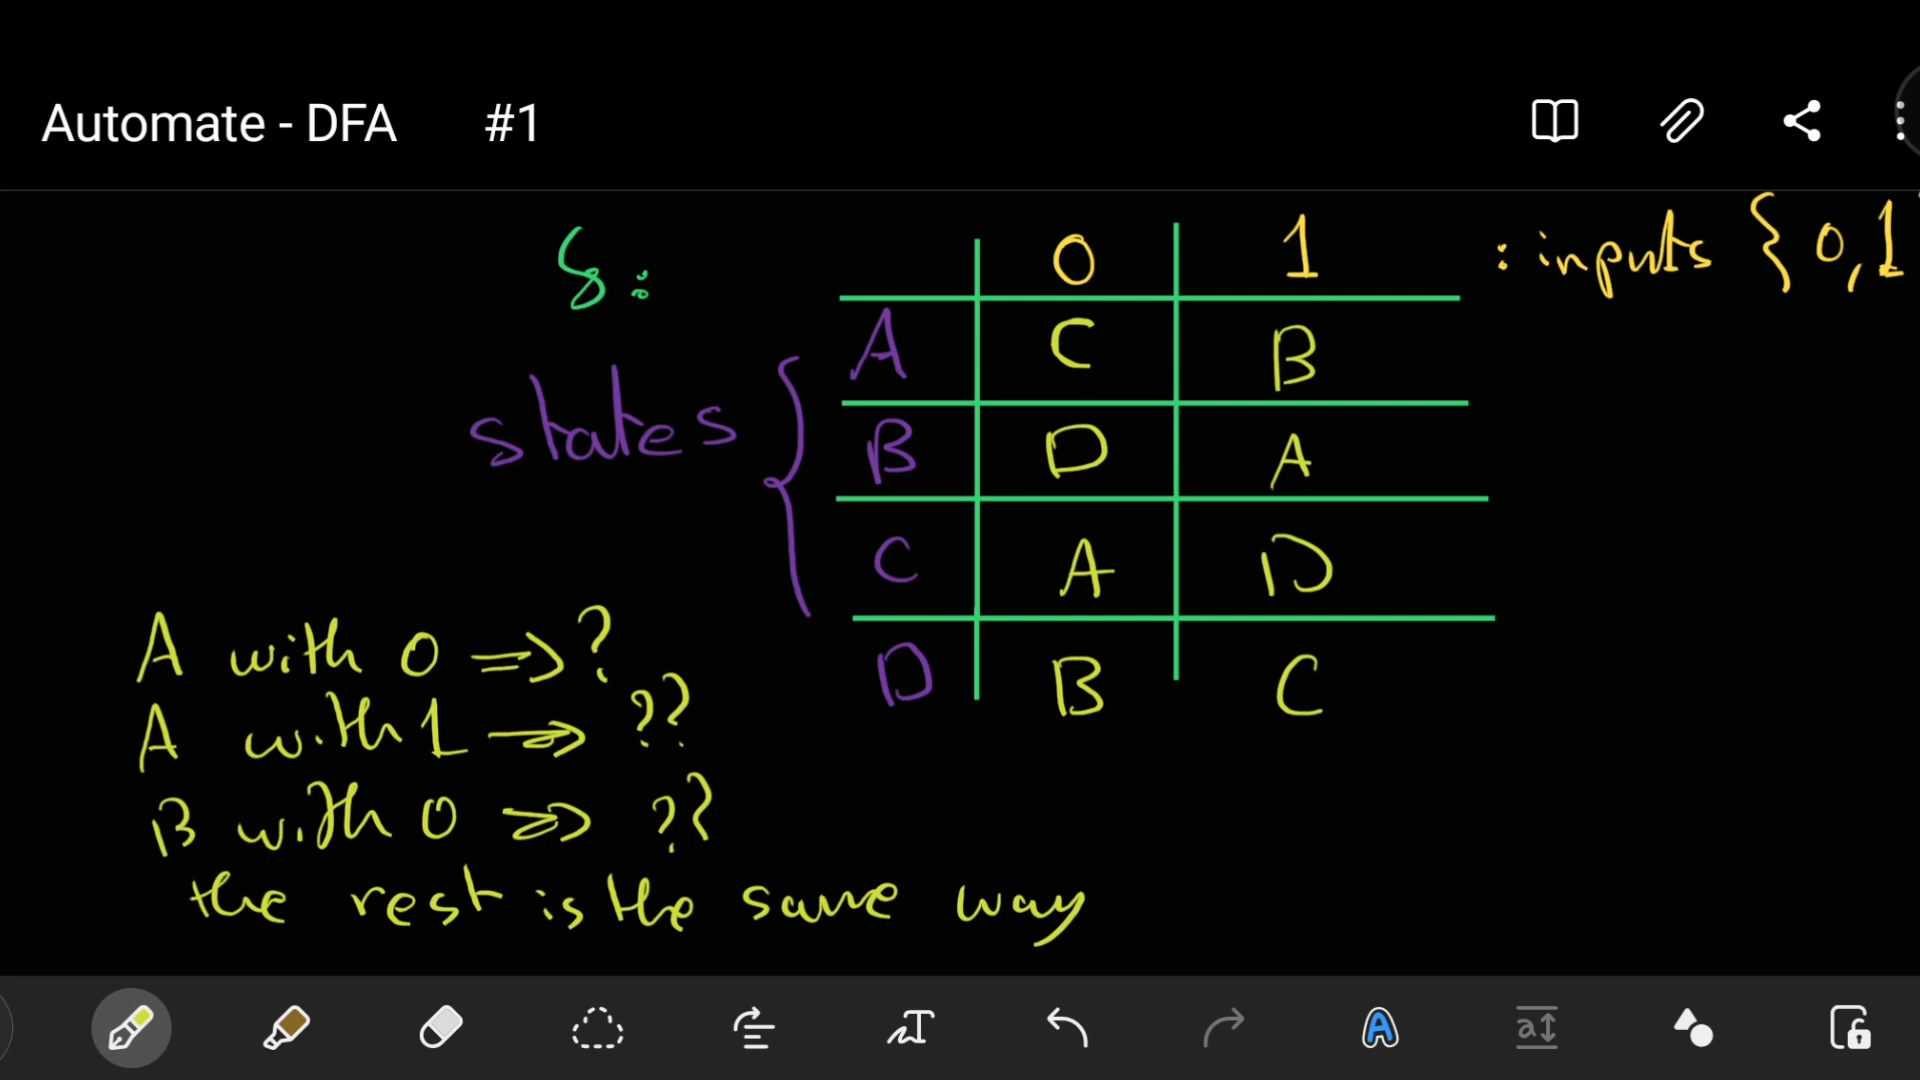 Automate - DFA #1
δ: 0 1 : inputs {0,1
A C B
states { B D A
C A D
D B C
A with 0 => ?
A with 1 => ??
B with 0 => ??
the rest is the same way